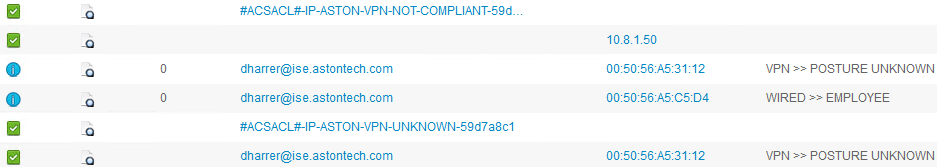 #ACSACL#-IP-ASTON-VPN-NOT-COMPLIANT-59d...
10.8.1.50
0 dharrer@ise.astontech.com 00:50:56:A5:31:12 VPN >> POSTURE UNKNOWN
0 dharrer@ise.astontech.com 00:50:56:A5:C5:D4 WIRED >> EMPLOYEE
#ACSACL#-IP-ASTON-VPN-UNKNOWN-59d7a8c1
dharrer@ise.astontech.com 00:50:56:A5:31:12 VPN >> POSTURE UNKNOWN